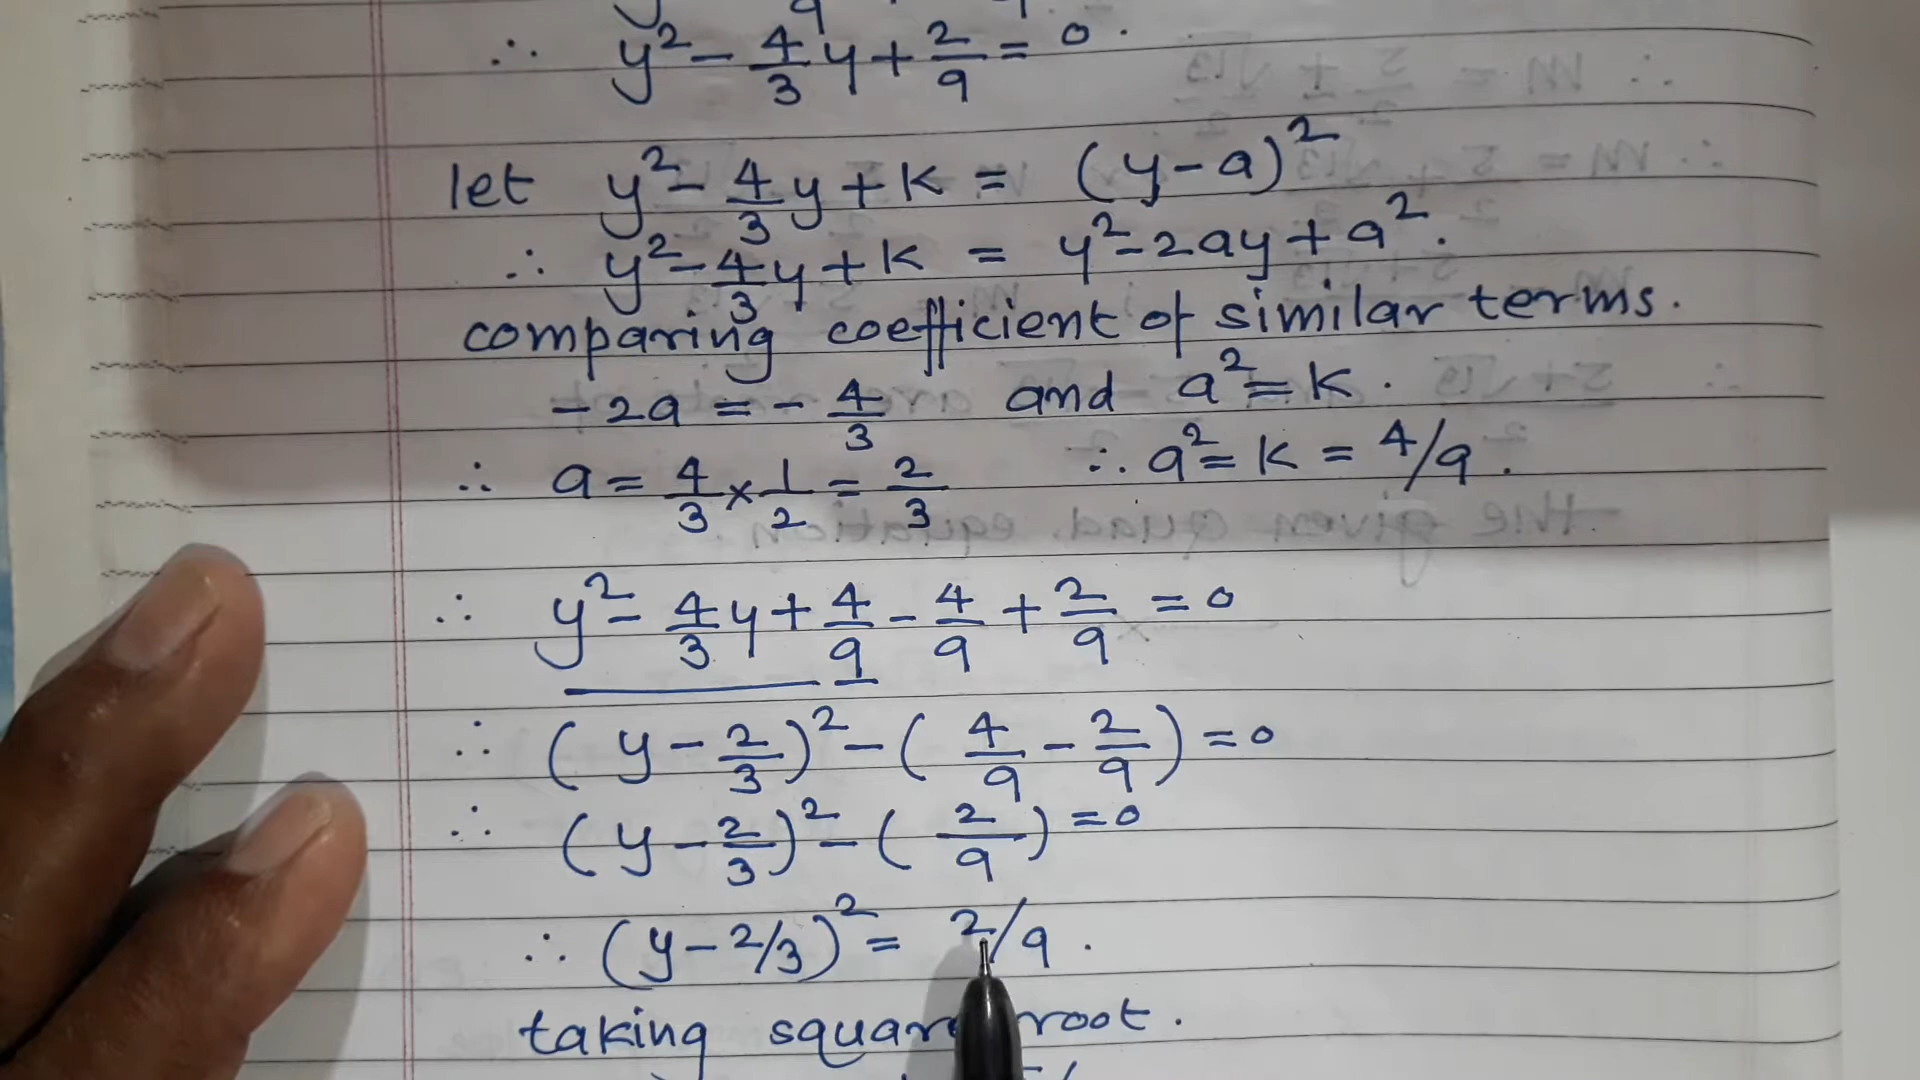 ∴ y² - 4/3 y + 2/9 = 0.
let y² - 4/3 y + k = (y - a)²
∴ y² - 4/3 y + k = y² - 2ay + a².
comparing coefficient of similar terms.
-2a = - 4/3 and a² = k.
∴ a = 4/3 × 1/2 = 2/3 ∴ a² = k = 4/9.
∴ y² - 4/3 y + 4/9 - 4/9 + 2/9 = 0
∴ (y - 2/3)² - (4/9 - 2/9) = 0
∴ (y - 2/3)² - (2/9) = 0
∴ (y - 2/3)² = 2/9.
taking square root.